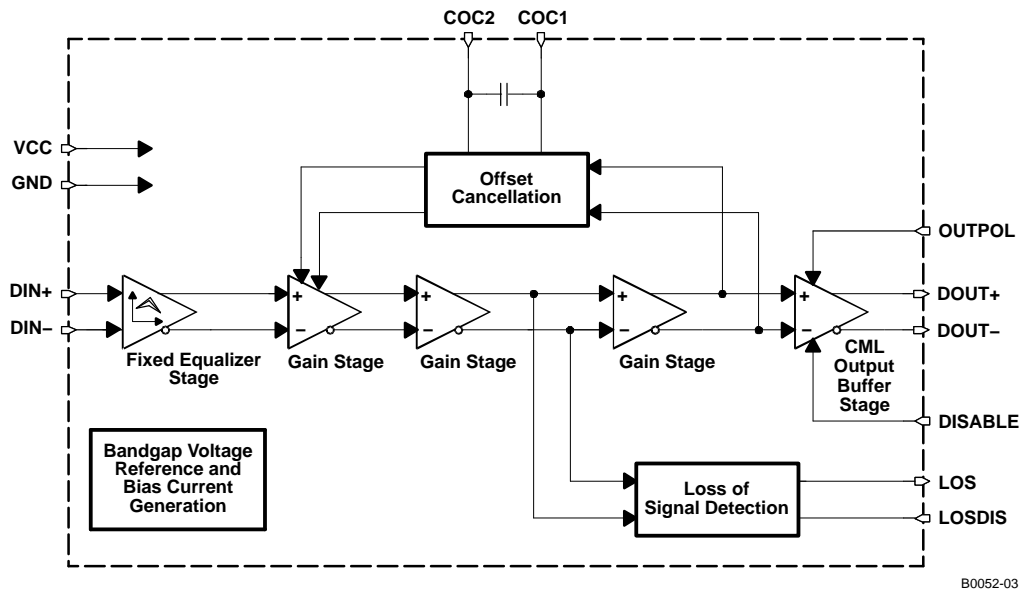 COC2
COC1
VCC
GND
Offset
Cancellation
OUTPOL
DIN+
DIN−
+
−
+
−
+
−
+
−
DOUT+
DOUT−
Fixed Equalizer
Stage
Gain Stage
Gain Stage
Gain Stage
CML
Output
Buffer
Stage
DISABLE
Bandgap Voltage
Reference and
Bias Current
Generation
Loss of
Signal Detection
LOS
LOSDIS
B0052-03